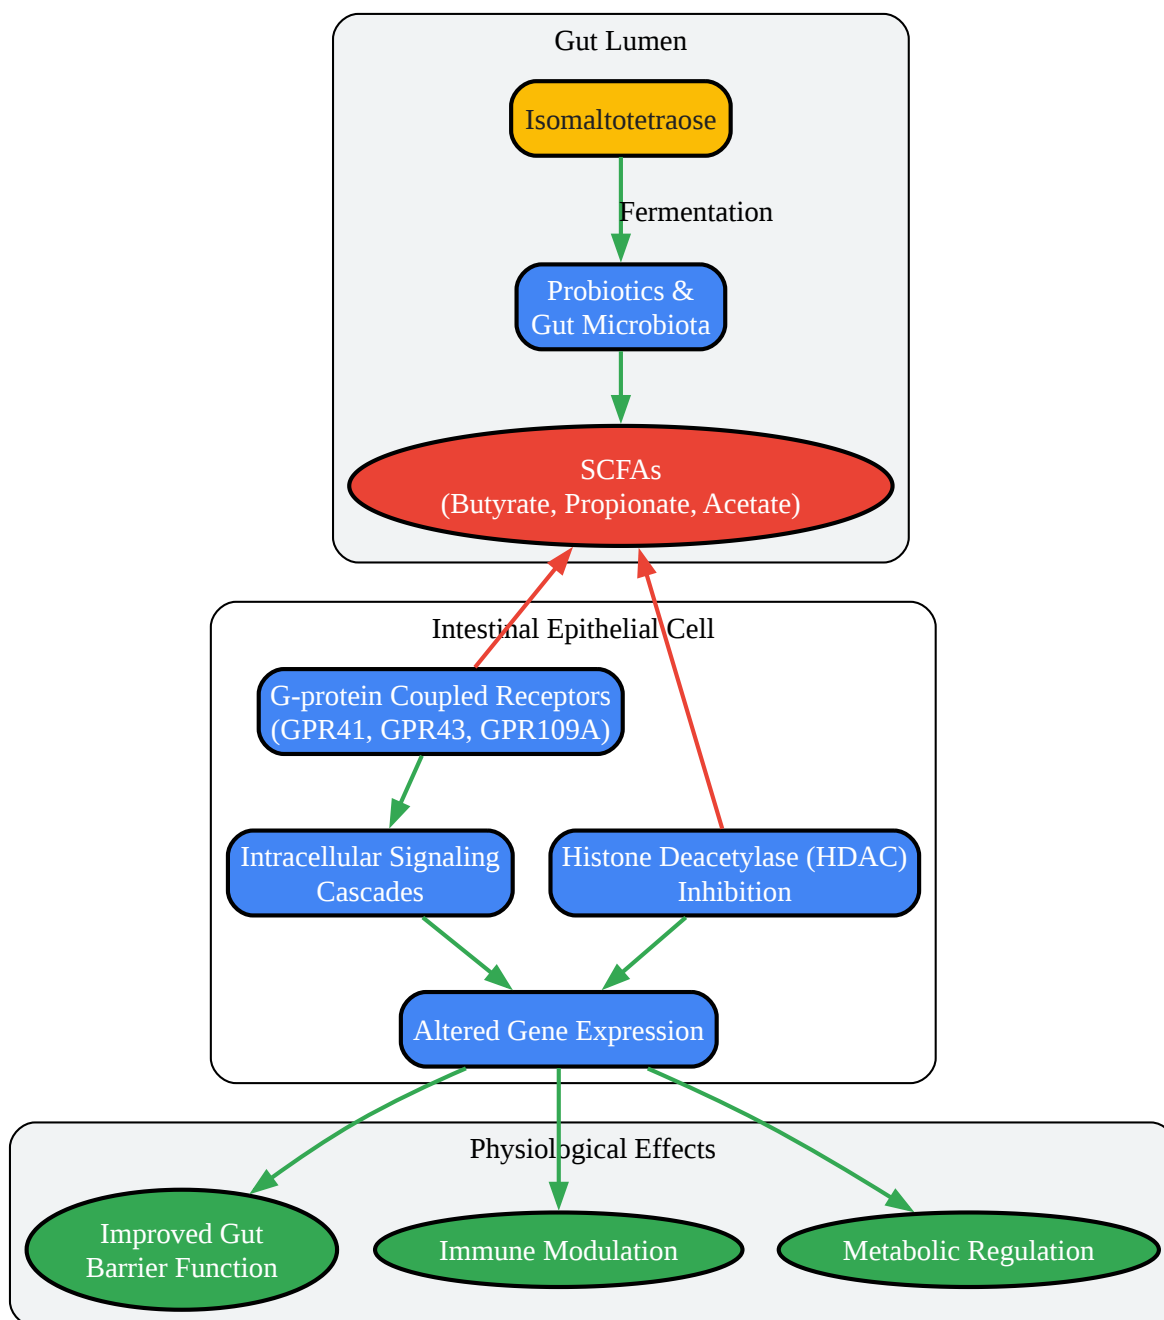 Gut Lumen
Isomaltotetraose
Fermentation
Probiotics &
Gut Microbiota
SCFAs
(Butyrate, Propionate, Acetate)
Intestinal Epithelial Cell
G-protein Coupled Receptors
(GPR41, GPR43, GPR109A)
Intracellular Signaling
Cascades
Histone Deacetylase (HDAC)
Inhibition
Altered Gene Expression
Physiological Effects
Improved Gut
Barrier Function
Immune Modulation
Metabolic Regulation